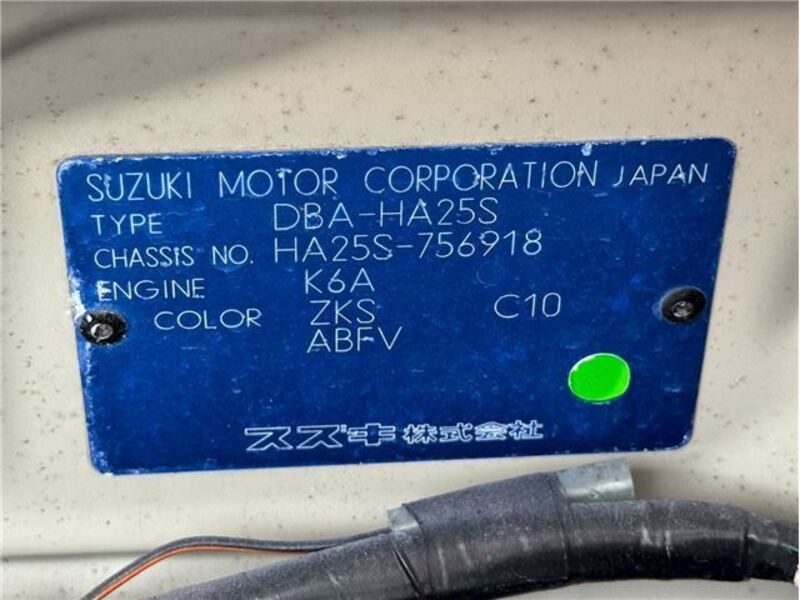 SUZUKI MOTOR CORPORATION JAPAN
TYPE DBA-HA25S
CHASSIS NO. HA25S-756918
ENGINE K6A
COLOR ZKS C10
ABFV
スズキ株式会社